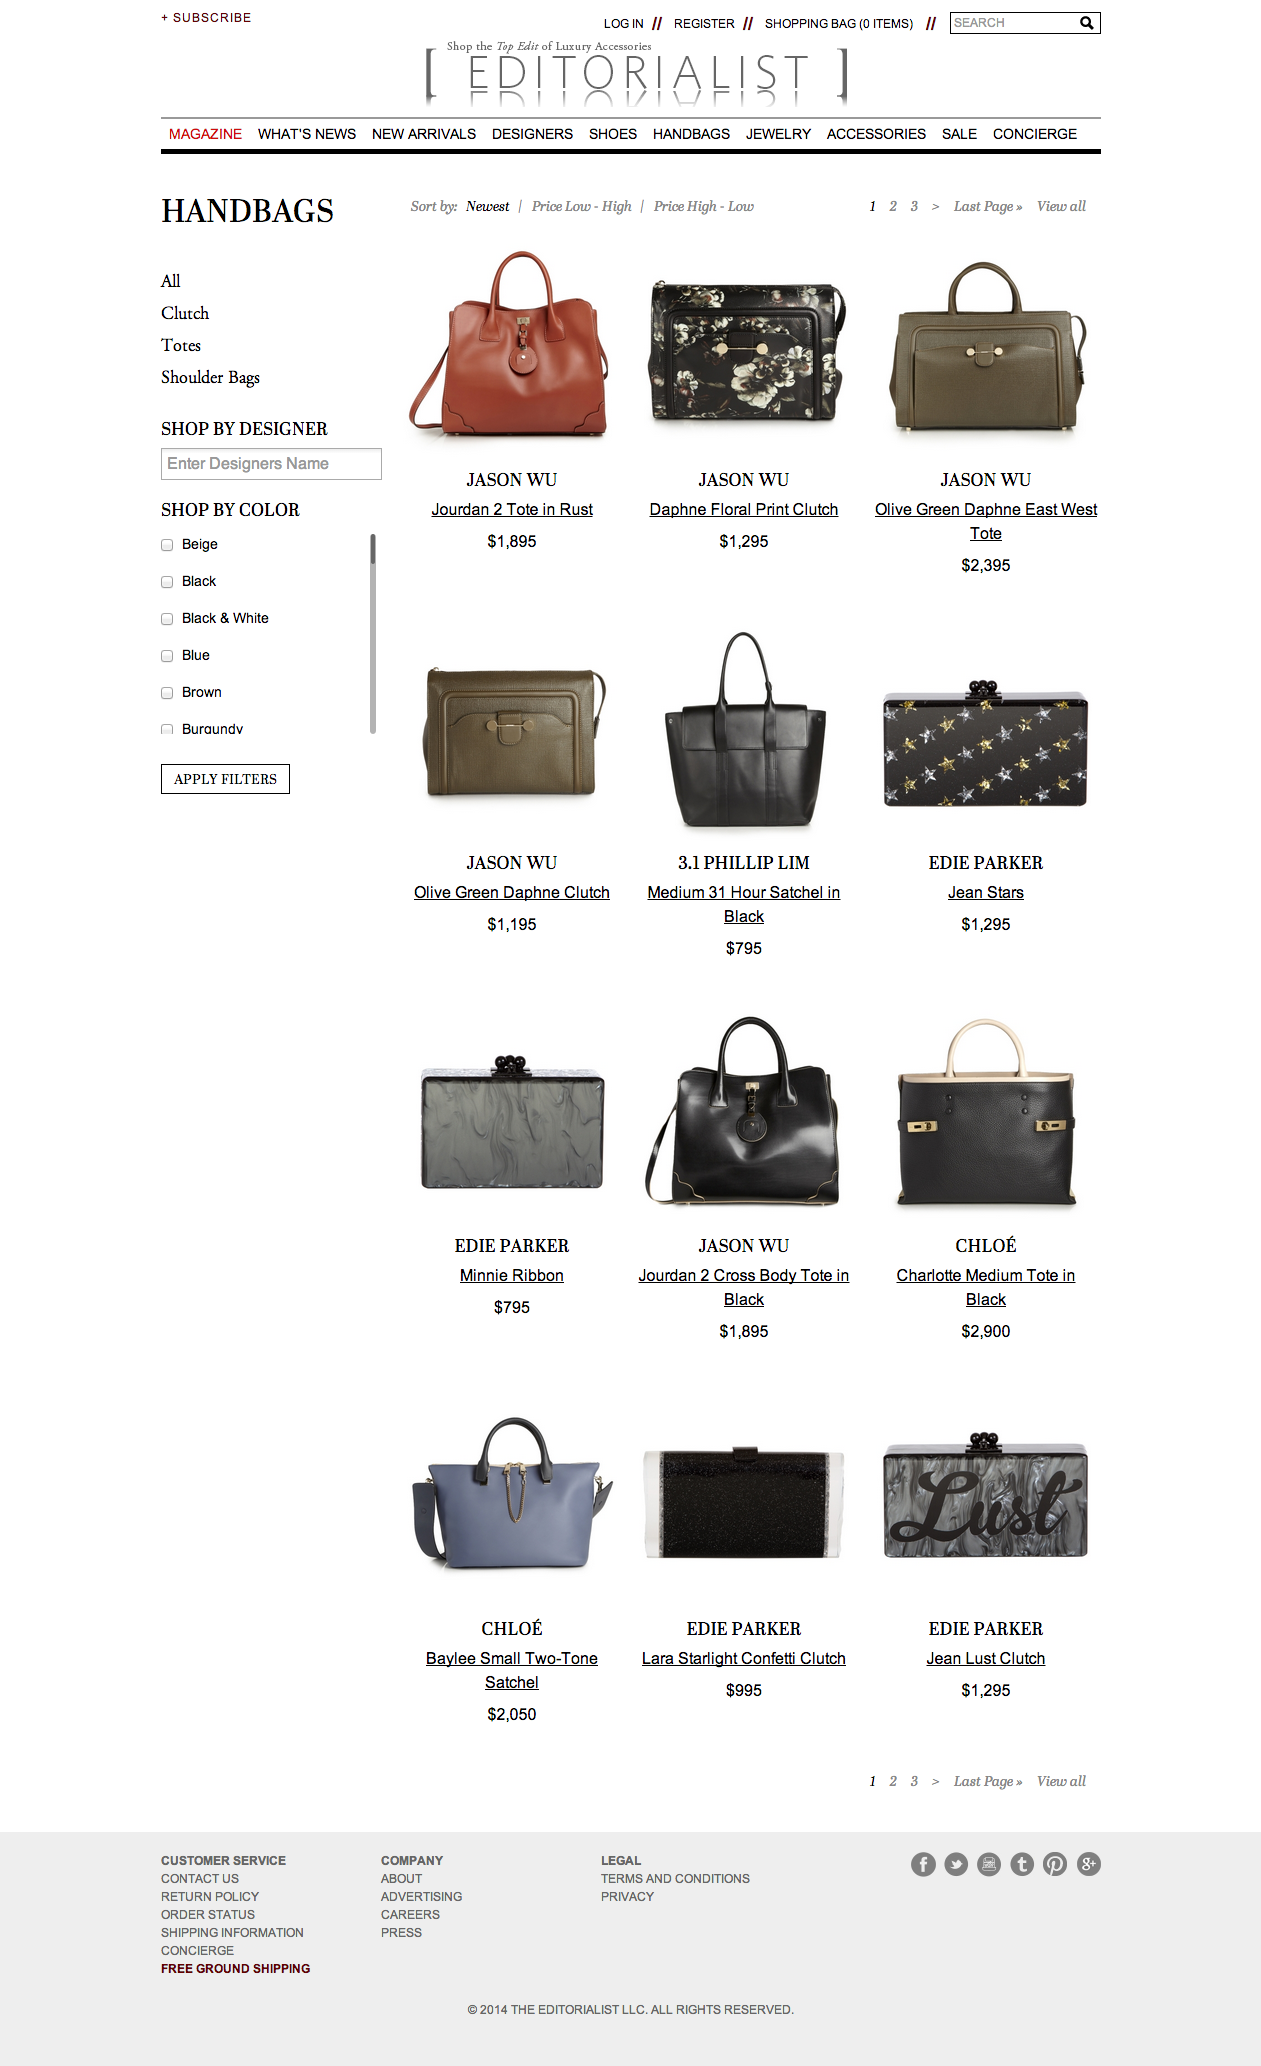 + SUBSCRIBE
LOG IN // REGISTER // SHOPPING BAG (0 ITEMS) // SEARCH
Shop the Top Edit of Luxury Accessories
[ EDITORIALIST ]
MAGAZINE WHAT'S NEWS NEW ARRIVALS DESIGNERS SHOES HANDBAGS JEWELRY ACCESSORIES SALE CONCIERGE
HANDBAGS
All
Clutch
Totes
Shoulder Bags
SHOP BY DESIGNER
Enter Designers Name
SHOP BY COLOR
Beige
Black
Black & White
Blue
Brown
Burgundy
APPLY FILTERS
Sort by: Newest | Price Low - High | Price High - Low
1 2 3 > Last Page » View all
JASON WU
Jourdan 2 Tote in Rust
$1,895
JASON WU
Daphne Floral Print Clutch
$1,295
JASON WU
Olive Green Daphne East West
Tote
$2,395
JASON WU
Olive Green Daphne Clutch
$1,195
3.1 PHILLIP LIM
Medium 31 Hour Satchel in
Black
$795
EDIE PARKER
Jean Stars
$1,295
EDIE PARKER
Minnie Ribbon
$795
JASON WU
Jourdan 2 Cross Body Tote in
Black
$1,895
CHLOÉ
Charlotte Medium Tote in
Black
$2,900
Lust
CHLOÉ
Baylee Small Two-Tone
Satchel
$2,050
EDIE PARKER
Lara Starlight Confetti Clutch
$995
EDIE PARKER
Jean Lust Clutch
$1,295
1 2 3 > Last Page » View all
CUSTOMER SERVICE
CONTACT US
RETURN POLICY
ORDER STATUS
SHIPPING INFORMATION
CONCIERGE
FREE GROUND SHIPPING
COMPANY
ABOUT
ADVERTISING
CAREERS
PRESS
LEGAL
TERMS AND CONDITIONS
PRIVACY
© 2014 THE EDITORIALIST LLC. ALL RIGHTS RESERVED.